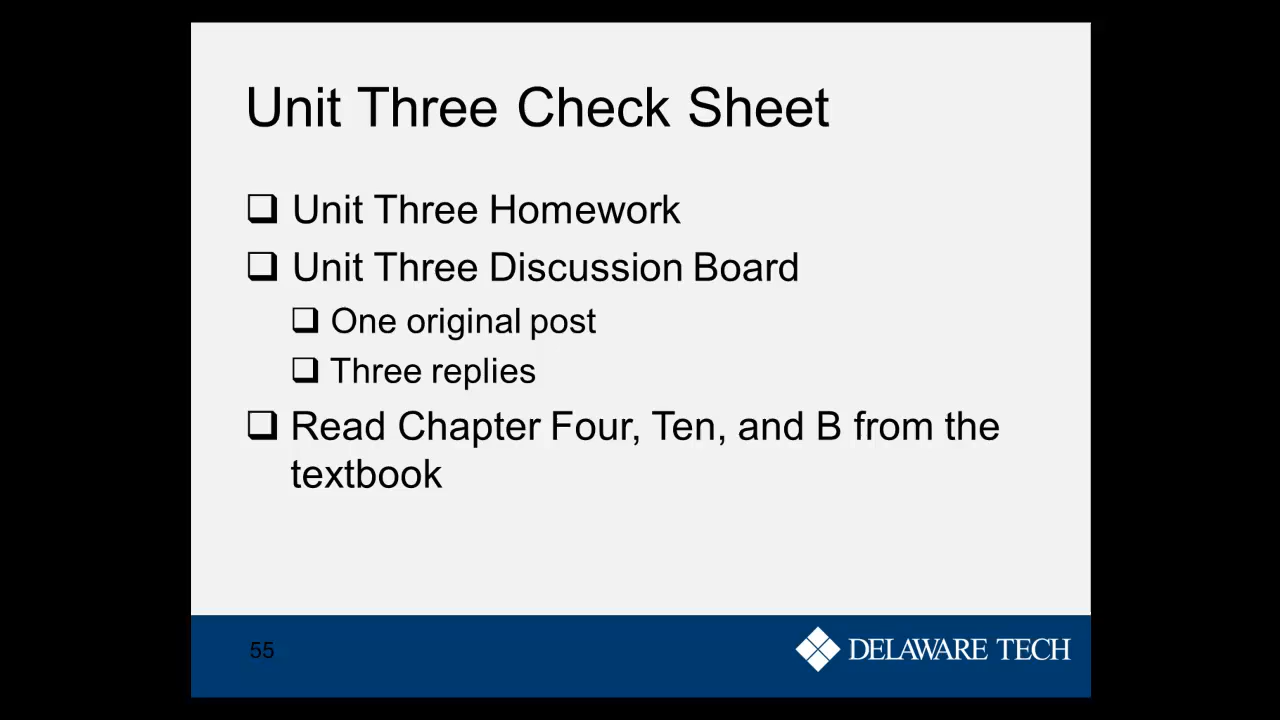 Unit Three Check Sheet
Unit Three Homework
Unit Three Discussion Board
One original post
Three replies
Read Chapter Four, Ten, and B from the
textbook
55
DELAWARE TECH